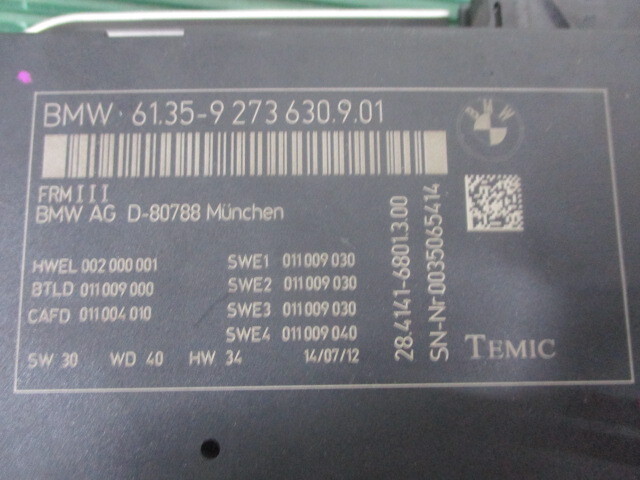 BMW · 61.35-9 273 630.9.01
BMW
FRM III
BMW AG D-80788 München
HWEL 002 000 001
BTLD 011 009 000
CAFD 011 004 010
SWE1 011 009 030
SWE2 011 009 030
SWE3 011 009 030
SWE4 011 009 040
SW 30 WD 40 HW 34 14/07/12
28.4141-6801.3.00
SN-Nr0035065414
TEMIC